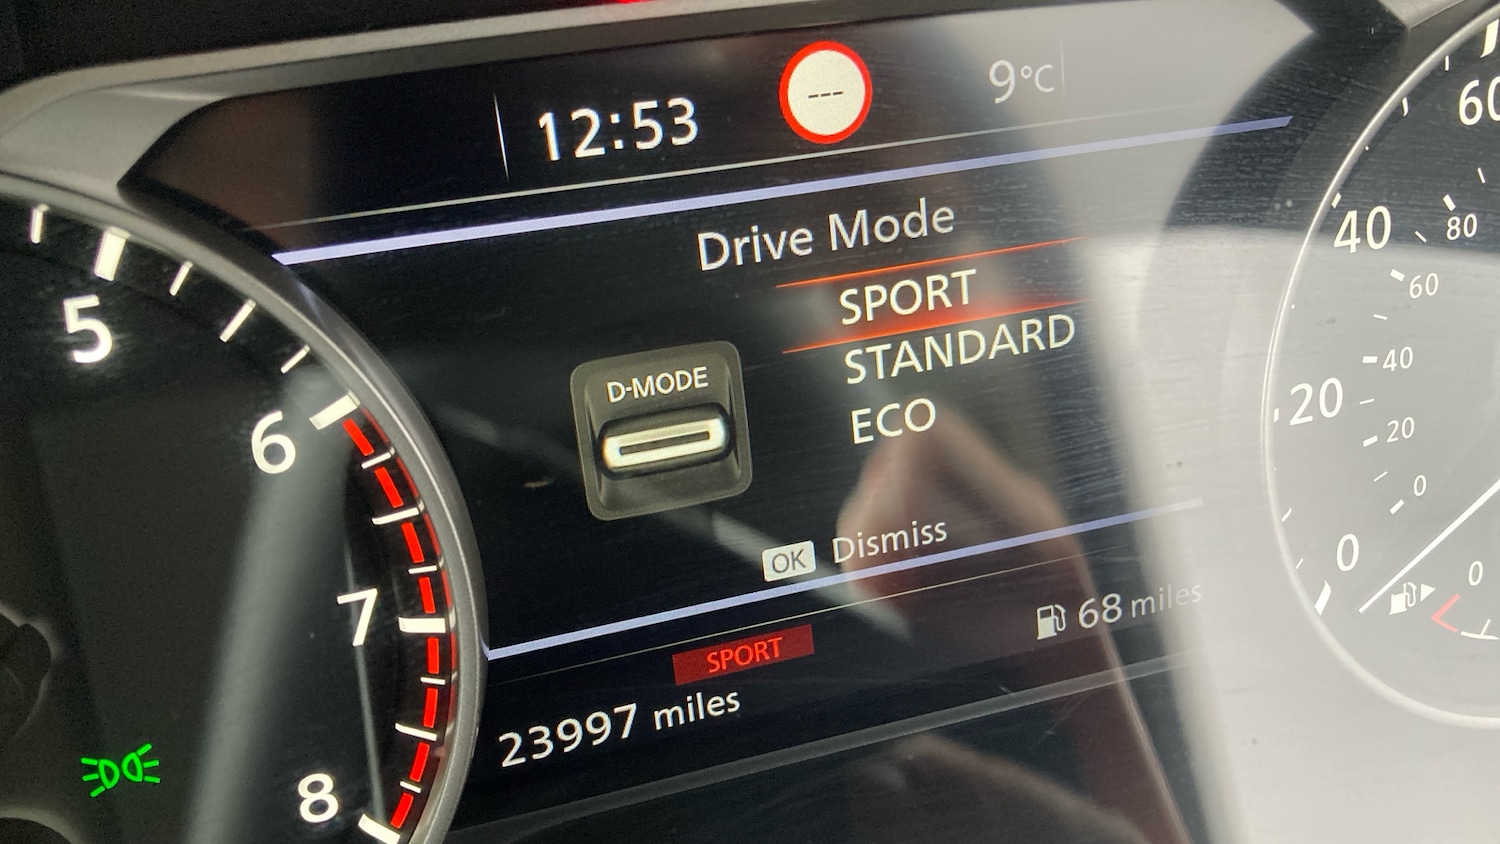 12:53
---
9°C
Drive Mode
SPORT
STANDARD
ECO
D-MODE
OK Dismiss
SPORT
68 miles
23997 miles
5
6
7
8
60
40
20
0
80
60
40
20
0
0